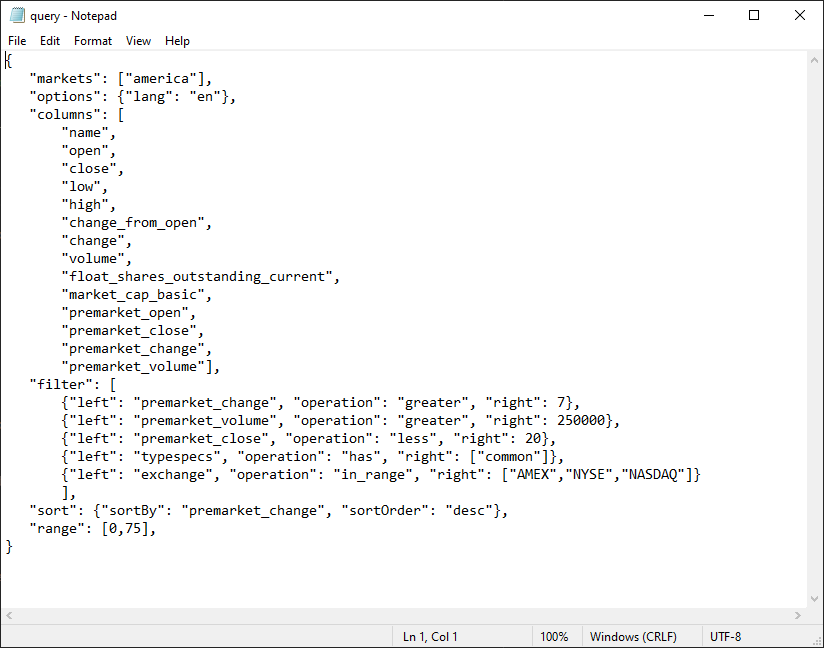 query - Notepad
File Edit Format View Help
{
   "markets": ["america"],
   "options": {"lang": "en"},
   "columns": [
       "name",
       "open",
       "close",
       "low",
       "high",
       "change_from_open",
       "change",
       "volume",
       "float_shares_outstanding_current",
       "market_cap_basic",
       "premarket_open",
       "premarket_close",
       "premarket_change",
       "premarket_volume"],
   "filter": [
       {"left": "premarket_change", "operation": "greater", "right": 7},
       {"left": "premarket_volume", "operation": "greater", "right": 250000},
       {"left": "premarket_close", "operation": "less", "right": 20},
       {"left": "typespecs", "operation": "has", "right": ["common"]},
       {"left": "exchange", "operation": "in_range", "right": ["AMEX","NYSE","NASDAQ"]}
       ],
   "sort": {"sortBy": "premarket_change", "sortOrder": "desc"},
   "range": [0,75],
}
Ln 1, Col 1 100% Windows (CRLF) UTF-8